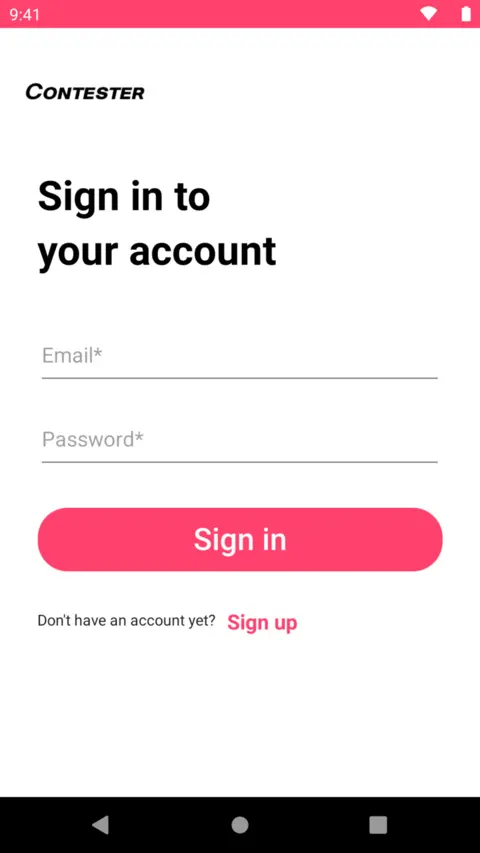 9:41
CONTESTER
Sign in to
your account
Email*
Password*
Sign in
Don't have an account yet? Sign up